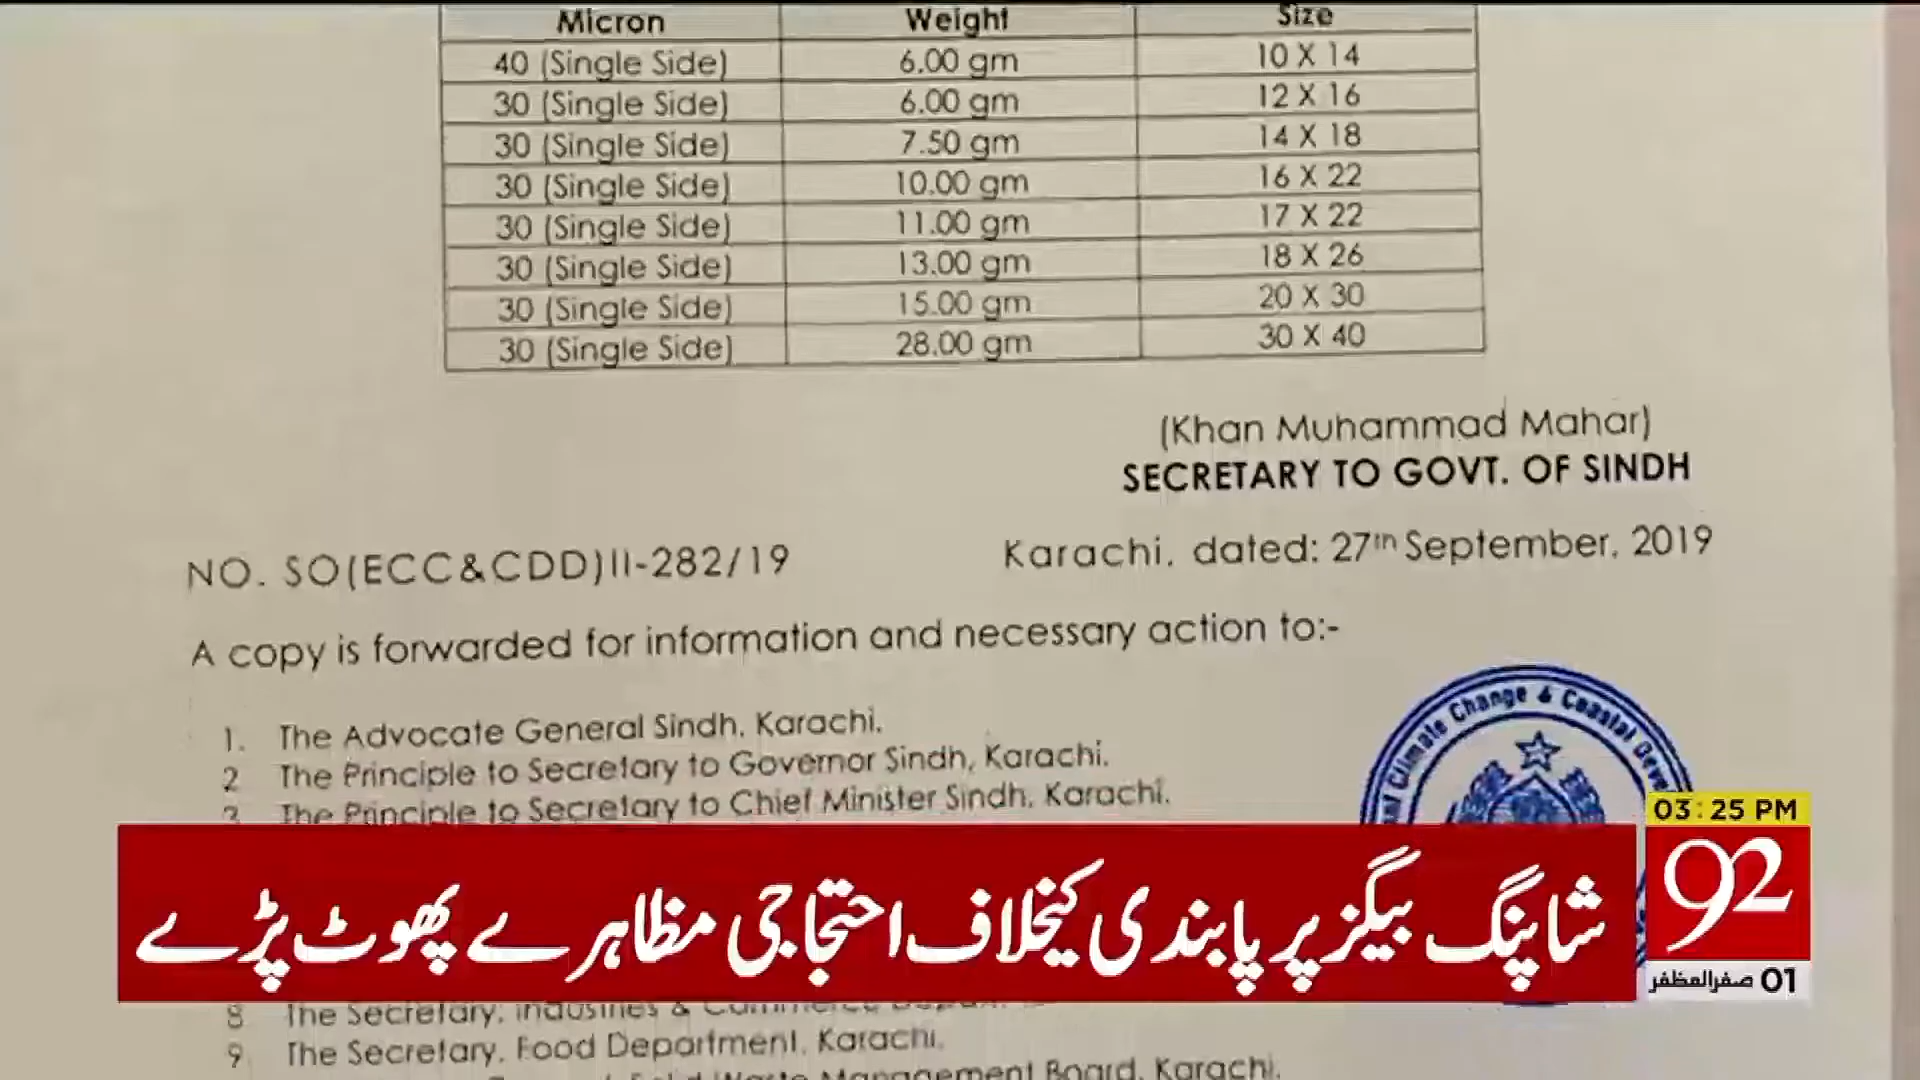 Micron Weight Size
40 (Single Side) 6.00 gm 10 X 14
30 (Single Side) 6.00 gm 12 X 16
30 (Single Side) 7.50 gm 14 X 18
30 (Single Side) 10.00 gm 16 X 22
30 (Single Side) 11.00 gm 17 X 22
30 (Single Side) 13.00 gm 18 X 26
30 (Single Side) 15.00 gm 20 X 30
30 (Single Side) 28.00 gm 30 X 40
(Khan Muhammad Mahar)
SECRETARY TO GOVT. OF SINDH
NO. SO(ECC&CDD)II-282/19 Karachi, dated: 27th September, 2019
A copy is forwarded for information and necessary action to:-
1. The Advocate General Sindh, Karachi.
2 The Principle to Secretary to Governor Sindh, Karachi.
3 The Principle to Secretary to Chief Minister Sindh, Karachi.
Climate Change & Coastal
03:25 PM
92
شاپنگ بیگز پر پابندی کیخلاف احتجاجی مظاہرے پھوٹ پڑے
01 صفرالمظفر
8 The Secretary, Industries & Commerce
9 The Secretary, Food Department, Karachi.
Management Board, Karachi.